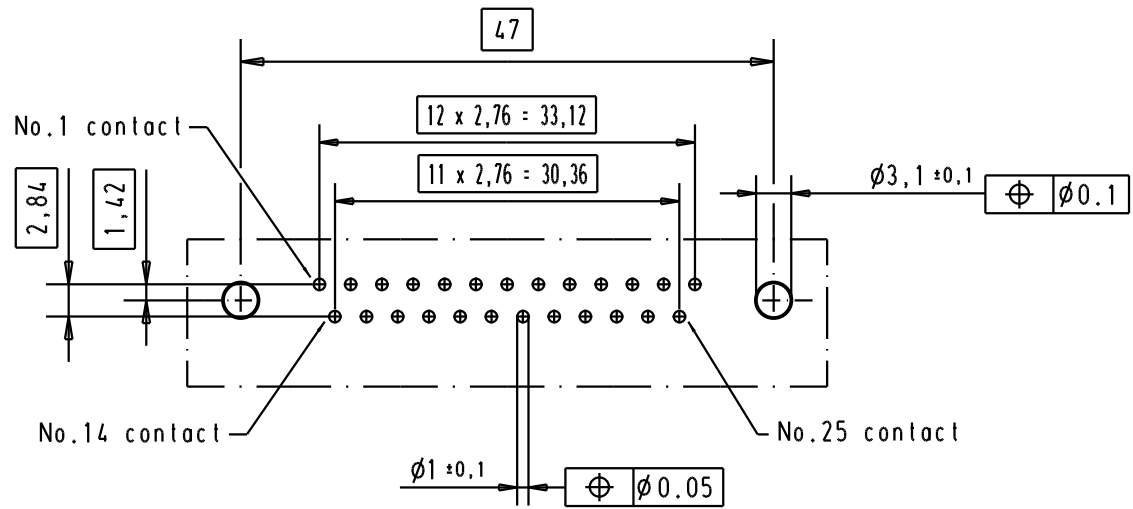 47
12 x 2,76 = 33,12
No.1 contact
11 x 2,76 = 30,36
2,84
1,42
Ø3,1 ±0,1
⌖ Ø0.1
No.14 contact
No.25 contact
Ø1 ±0,1
⌖ Ø0.05